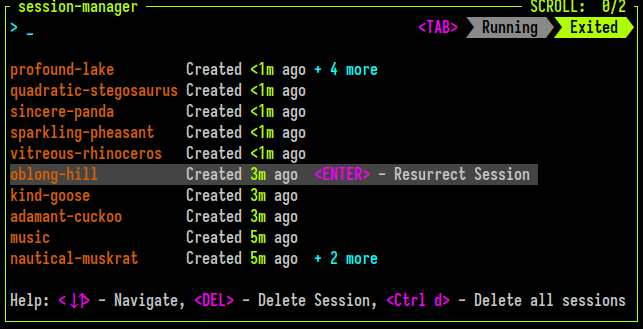 session-manager SCROLL: 0/2
> _ <TAB> Running Exited
profound-lake Created <1m ago + 4 more
quadratic-stegosaurus Created <1m ago
sincere-panda Created <1m ago
sparkling-pheasant Created <1m ago
vitreous-rhinoceros Created <1m ago
oblong-hill Created 3m ago <ENTER> - Resurrect Session
kind-goose Created 3m ago
adamant-cuckoo Created 3m ago
music Created 5m ago
nautical-muskrat Created 5m ago + 2 more
Help: <↓↑> - Navigate, <DEL> - Delete Session, <Ctrl d> - Delete all sessions